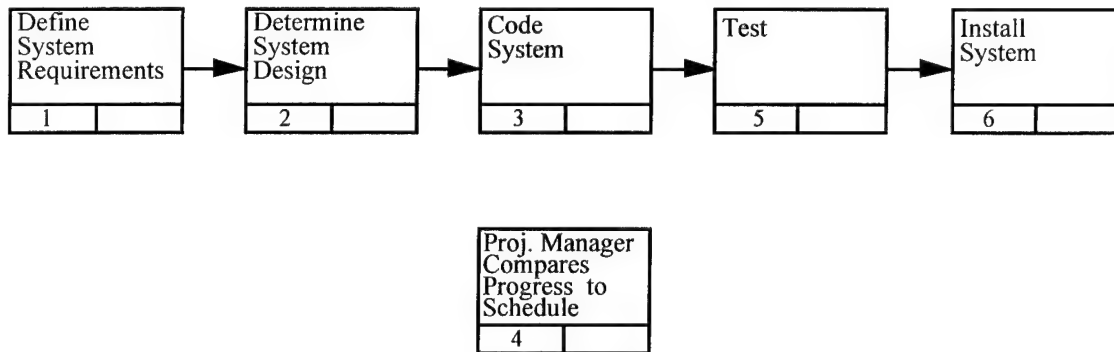 Define
System
Requirements
1
Determine
System
Design
2
Code
System
3
Test
5
Install
System
6
Proj. Manager
Compares
Progress to
Schedule
4